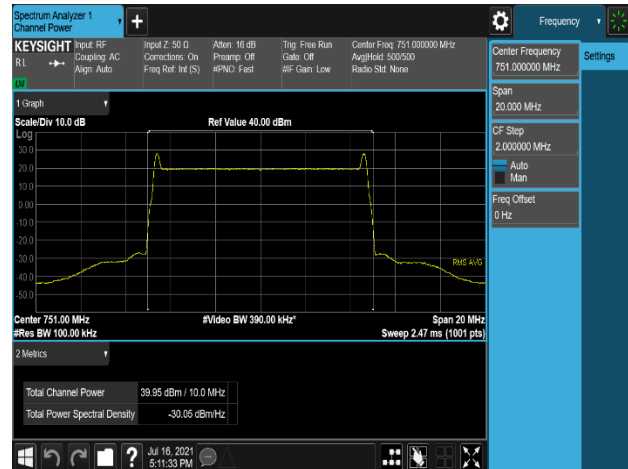 Spectrum Analyzer 1
Channel Power
+
Frequency
KEYSIGHT
R L
LXI
Input: RF
Coupling: AC
Align: Auto
Input Z: 50 Ω
Corrections: On
Freq Ref: Int (S)
Atten: 16 dB
Preamp: Off
#PNO: Fast
Trig: Free Run
Gate: Off
#IF Gain: Low
Center Freq: 751.000000 MHz
Avg|Hold: 500/500
Radio Std: None
Center Frequency
751.000000 MHz
Settings
Span
20.000 MHz
CF Step
2.000000 MHz
Auto
Man
Freq Offset
0 Hz
1 Graph
Scale/Div 10.0 dB
Ref Value 40.00 dBm
Log
30.0
20.0
10.0
0.00
-10.0
-20.0
-30.0
-40.0
-50.0
RMS AVG
Center 751.00 MHz
#Video BW 390.00 kHz*
Span 20 MHz
#Res BW 100.00 kHz
Sweep 2.47 ms (1001 pts)
2 Metrics
Total Channel Power 39.95 dBm / 10.0 MHz
Total Power Spectral Density -30.05 dBm/Hz
?
Jul 16, 2021
5:11:33 PM